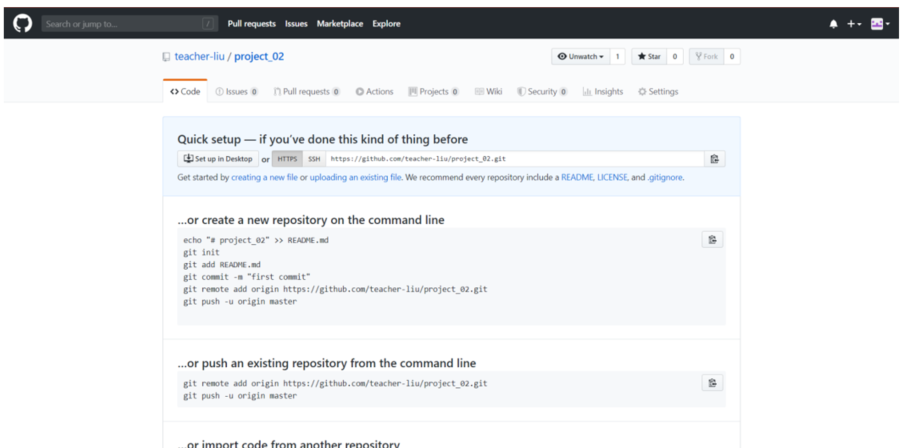 Search or jump to... / Pull requests Issues Marketplace Explore
teacher-liu / project_02 Unwatch 1 Star 0 Fork 0
Code Issues 0 Pull requests 0 Actions Projects 0 Wiki Security 0 Insights Settings
Quick setup — if you've done this kind of thing before
Set up in Desktop or HTTPS SSH https://github.com/teacher-liu/project_02.git
Get started by creating a new file or uploading an existing file. We recommend every repository include a README, LICENSE, and .gitignore.
...or create a new repository on the command line
echo "# project_02" >> README.md
git init
git add README.md
git commit -m "first commit"
git remote add origin https://github.com/teacher-liu/project_02.git
git push -u origin master
...or push an existing repository from the command line
git remote add origin https://github.com/teacher-liu/project_02.git
git push -u origin master
...or import code from another repository